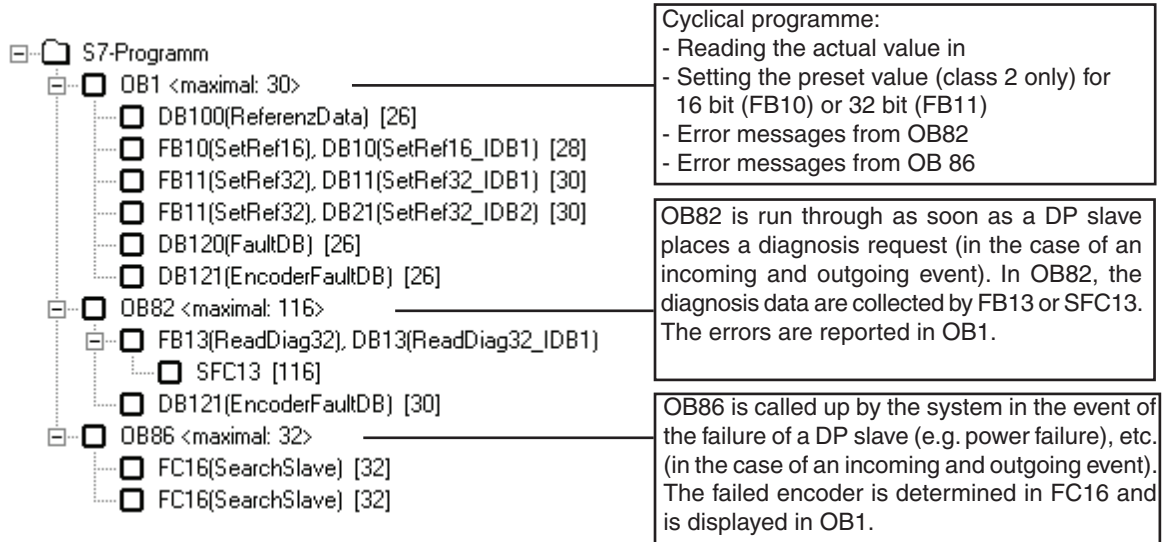 S7-Programm
OB1 <maximal: 30>
DB100(ReferenzData) [26]
FB10(SetRef16), DB10(SetRef16_IDB1) [28]
FB11(SetRef32), DB11(SetRef32_IDB1) [30]
FB11(SetRef32), DB21(SetRef32_IDB2) [30]
DB120(FaultDB) [26]
DB121(EncoderFaultDB) [26]
OB82 <maximal: 116>
FB13(ReadDiag32), DB13(ReadDiag32_IDB1)
SFC13 [116]
DB121(EncoderFaultDB) [30]
OB86 <maximal: 32>
FC16(SearchSlave) [32]
FC16(SearchSlave) [32]
Cyclical programme:
- Reading the actual value in
- Setting the preset value (class 2 only) for
16 bit (FB10) or 32 bit (FB11)
- Error messages from OB82
- Error messages from OB 86
OB82 is run through as soon as a DP slave
places a diagnosis request (in the case of an
incoming and outgoing event). In OB82, the
diagnosis data are collected by FB13 or SFC13.
The errors are reported in OB1.
OB86 is called up by the system in the event of
the failure of a DP slave (e.g. power failure), etc.
(in the case of an incoming and outgoing event).
The failed encoder is determined in FC16 and
is displayed in OB1.